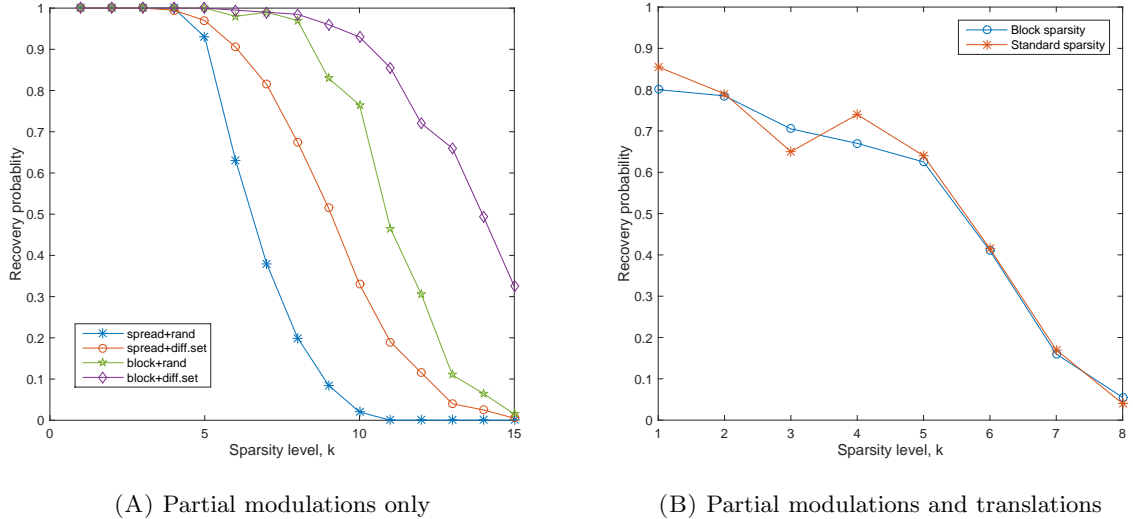 1
0.9
0.8
0.7
0.6
0.5
0.4
0.3
0.2
0.1
0
Recovery probability
spread+rand
spread+diff.set
block+rand
block+diff.set
0 5 10 15
Sparsity level, k
(A) Partial modulations only
1
0.9
0.8
0.7
0.6
0.5
0.4
0.3
0.2
0.1
0
Recovery probability
Block sparsity
Standard sparsity
1 2 3 4 5 6 7 8
Sparsity level, k
(B) Partial modulations and translations